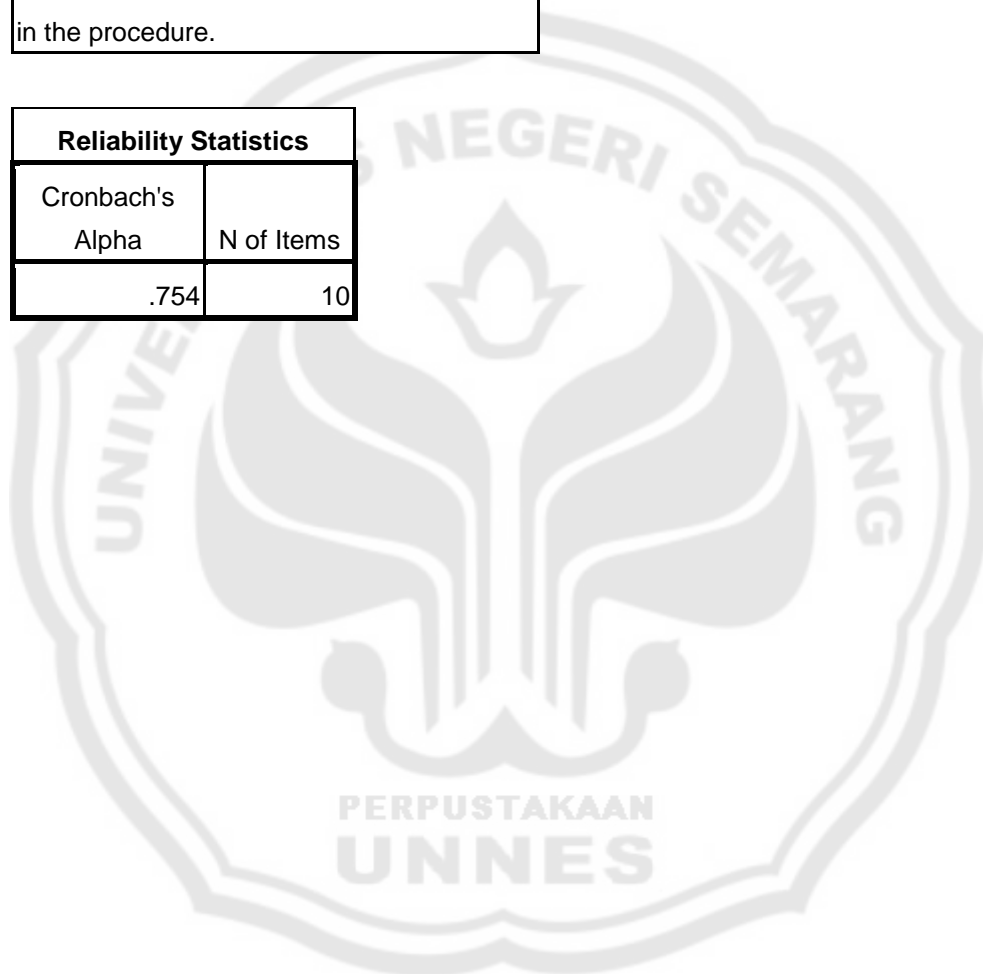 in the procedure.
Reliability Statistics
Cronbach's
Alpha
N of Items
.754 10
NEGERI SEMARANG
PERPUSTAKAAN
UNNES